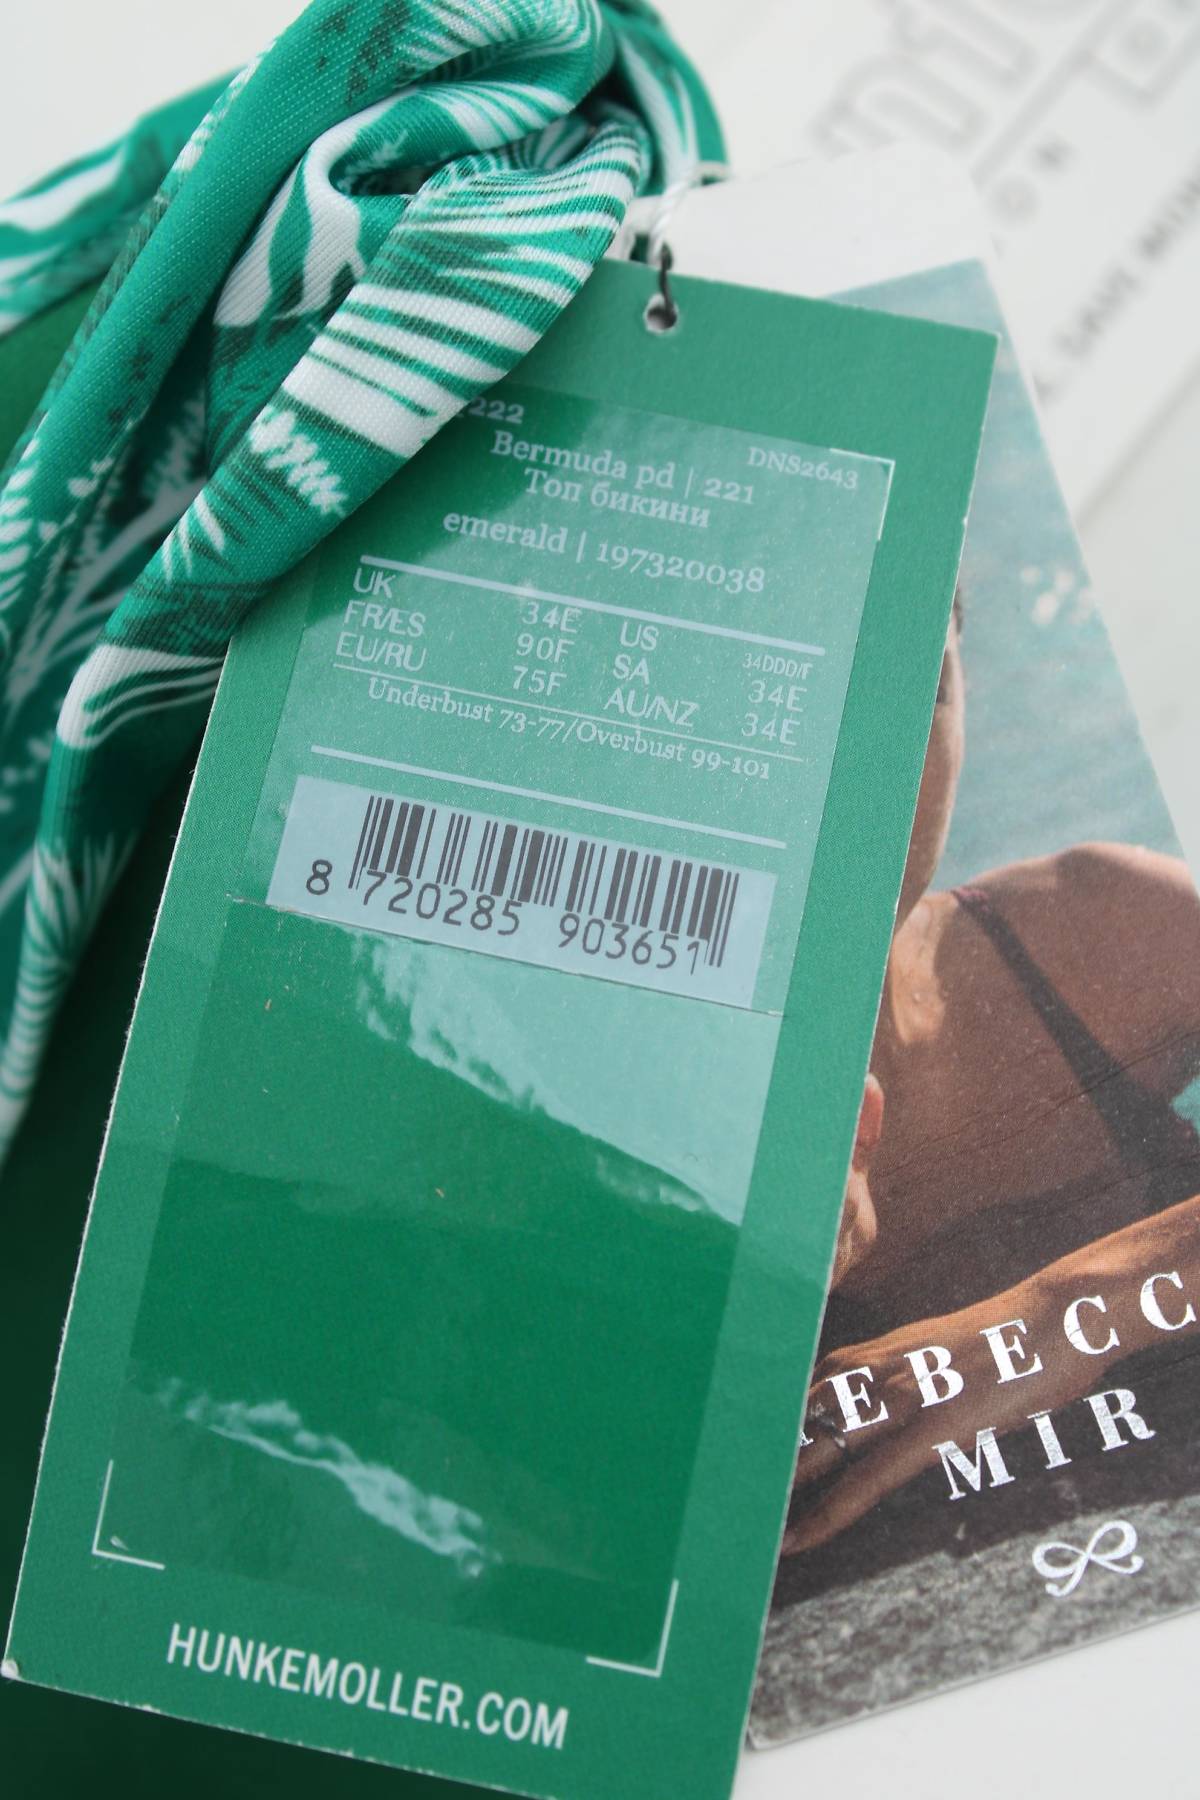 222
DNS2643
Bermuda pd | 221
Топ бикини
emerald | 197320038
UK 34E US 34DDD/F
FR/ES 90F SA 34E
EU/RU 75F AU/NZ 34E
Underbust 73-77/Overbust 99-101
8 720285 903651
HUNKEMOLLER.COM
EBECC
MIR